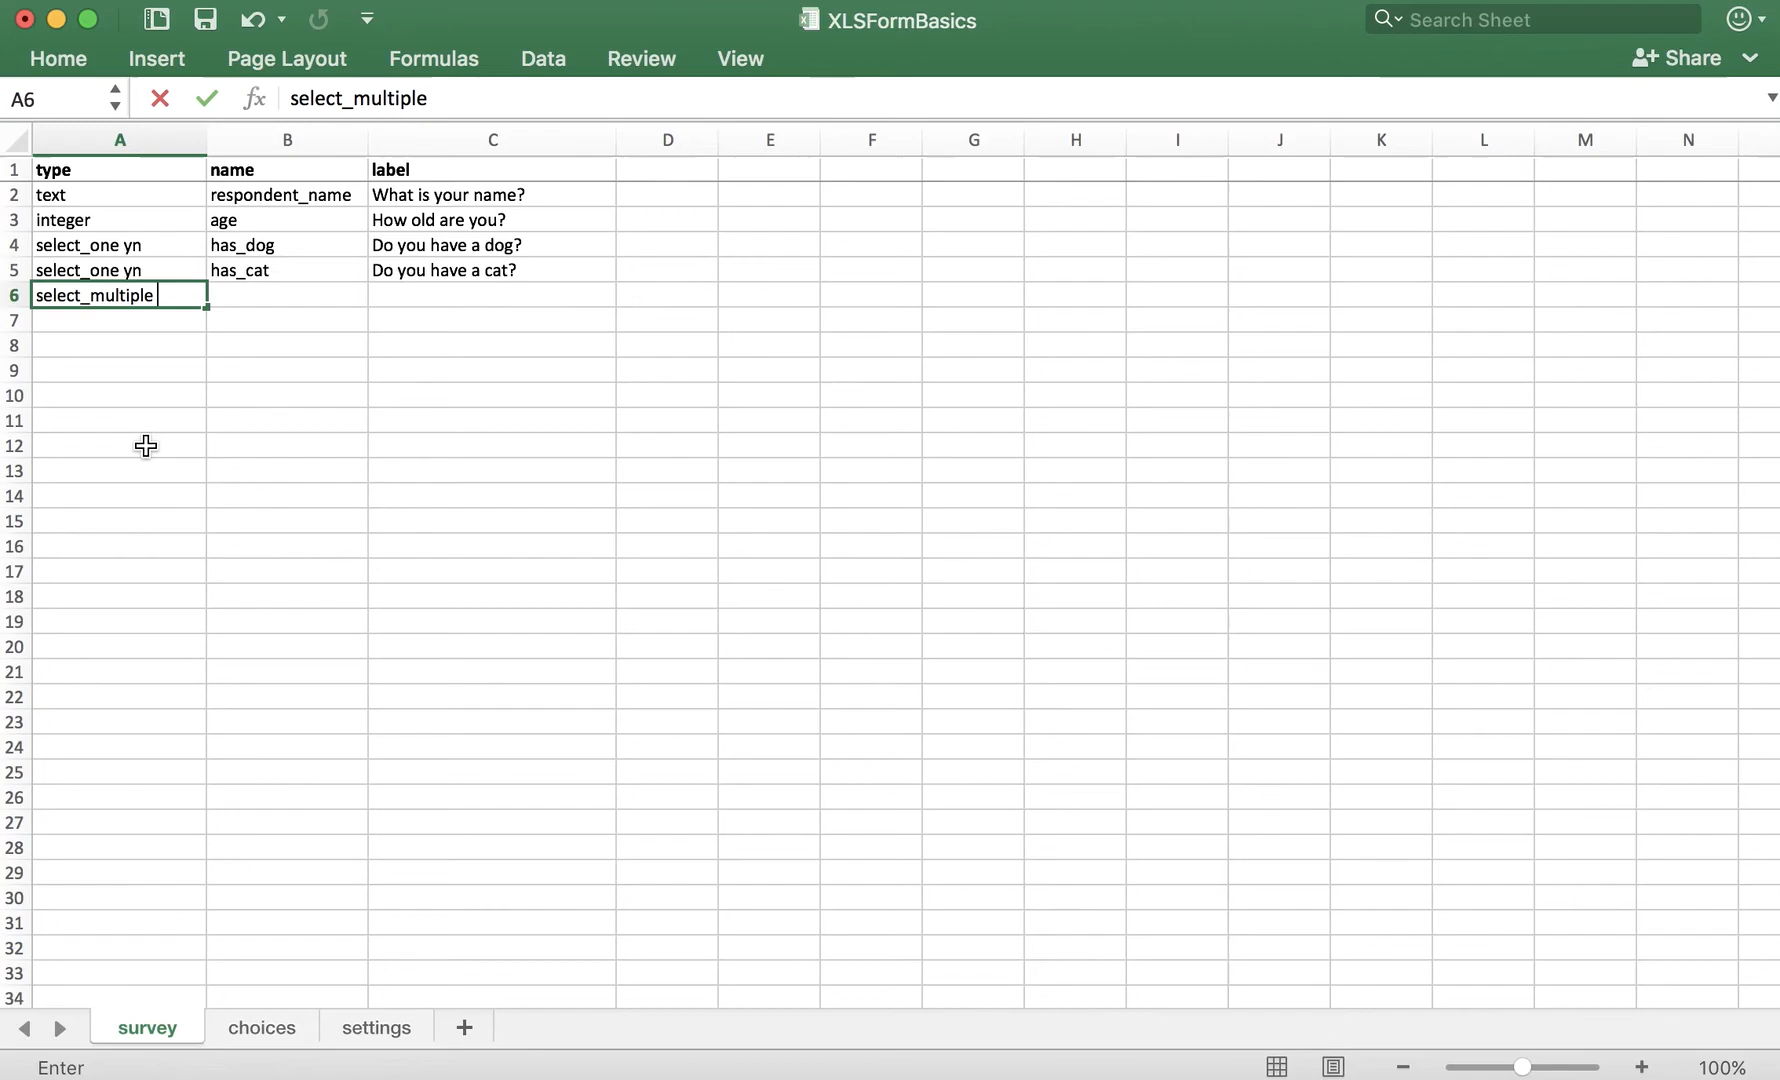 XLSFormBasics
Search Sheet
Home Insert Page Layout Formulas Data Review View
Share
A6 fx select_multiple
A B C D E F G H I J K L M N
1 type name label
2 text respondent_name What is your name?
3 integer age How old are you?
4 select_one yn has_dog Do you have a dog?
5 select_one yn has_cat Do you have a cat?
6 select_multiple
7
8
9
10
11
12
13
14
15
16
17
18
19
20
21
22
23
24
25
26
27
28
29
30
31
32
33
34
survey choices settings
Enter 100%